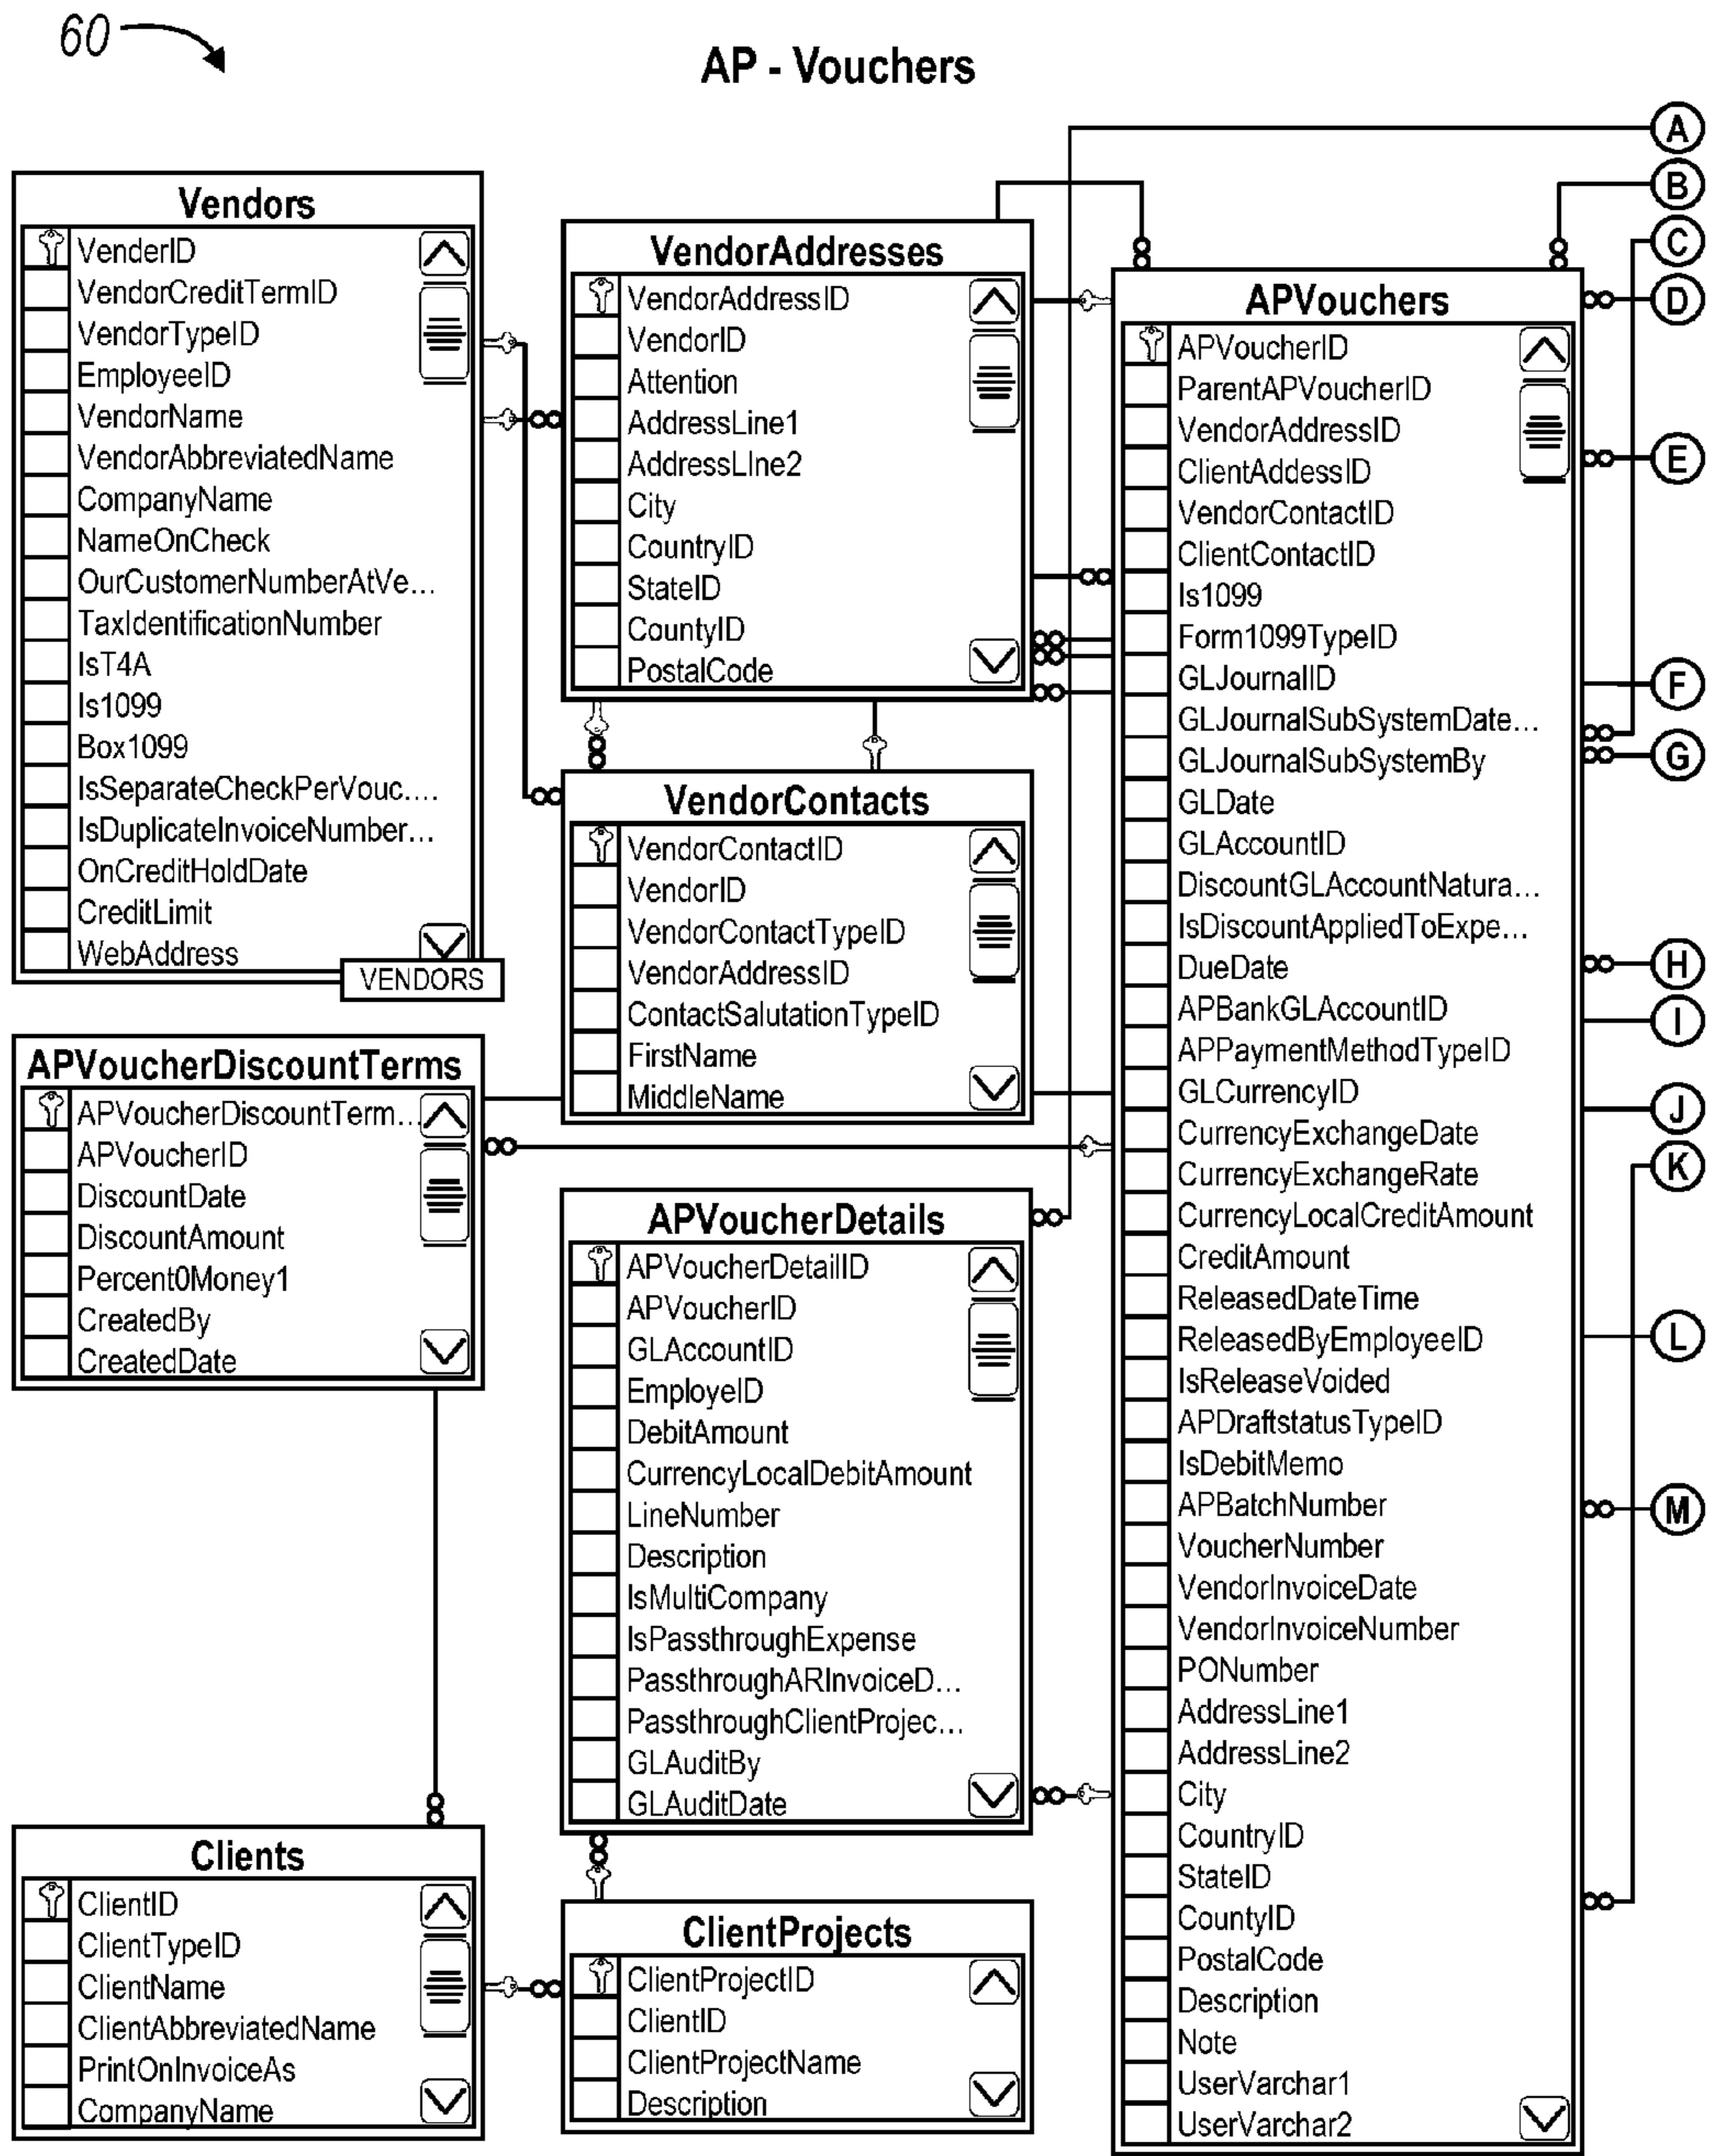 60
AP - Vouchers
A
B
C
D
E
F
G
H
I
J
K
L
M
Vendors
VenderID
VendorCreditTermID
VendorTypeID
EmployeeID
VendorName
VendorAbbreviatedName
CompanyName
NameOnCheck
OurCustomerNumberAtVe...
TaxIdentificationNumber
IsT4A
Is1099
Box1099
IsSeparateCheckPerVouc....
IsDuplicateInvoiceNumber...
OnCreditHoldDate
CreditLimit
WebAddress
VENDORS
VendorAddresses
VendorAddressID
VendorID
Attention
AddressLine1
AddressLIne2
City
CountryID
StateID
CountyID
PostalCode
VendorContacts
VendorContactID
VendorID
VendorContactTypeID
VendorAddressID
ContactSalutationTypeID
FirstName
MiddleName
APVoucherDiscountTerms
APVoucherDiscountTerm...
APVoucherID
DiscountDate
DiscountAmount
Percent0Money1
CreatedBy
CreatedDate
APVoucherDetails
APVoucherDetailID
APVoucherID
GLAccountID
EmployeID
DebitAmount
CurrencyLocalDebitAmount
LineNumber
Description
IsMultiCompany
IsPassthroughExpense
PassthroughARInvoiceD...
PassthroughClientProjec...
GLAuditBy
GLAuditDate
Clients
ClientID
ClientTypeID
ClientName
ClientAbbreviatedName
PrintOnInvoiceAs
CompanyName
ClientProjects
ClientProjectID
ClientID
ClientProjectName
Description
APVouchers
APVoucherID
ParentAPVoucherID
VendorAddressID
ClientAddessID
VendorContactID
ClientContactID
Is1099
Form1099TypeID
GLJournalID
GLJournalSubSystemDate...
GLJournalSubSystemBy
GLDate
GLAccountID
DiscountGLAccountNatura...
IsDiscountAppliedToExpe...
DueDate
APBankGLAccountID
APPaymentMethodTypeID
GLCurrencyID
CurrencyExchangeDate
CurrencyExchangeRate
CurrencyLocalCreditAmount
CreditAmount
ReleasedDateTime
ReleasedByEmployeeID
IsReleaseVoided
APDraftstatusTypeID
IsDebitMemo
APBatchNumber
VoucherNumber
VendorInvoiceDate
VendorInvoiceNumber
PONumber
AddressLine1
AddressLine2
City
CountryID
StateID
CountyID
PostalCode
Description
Note
UserVarchar1
UserVarchar2